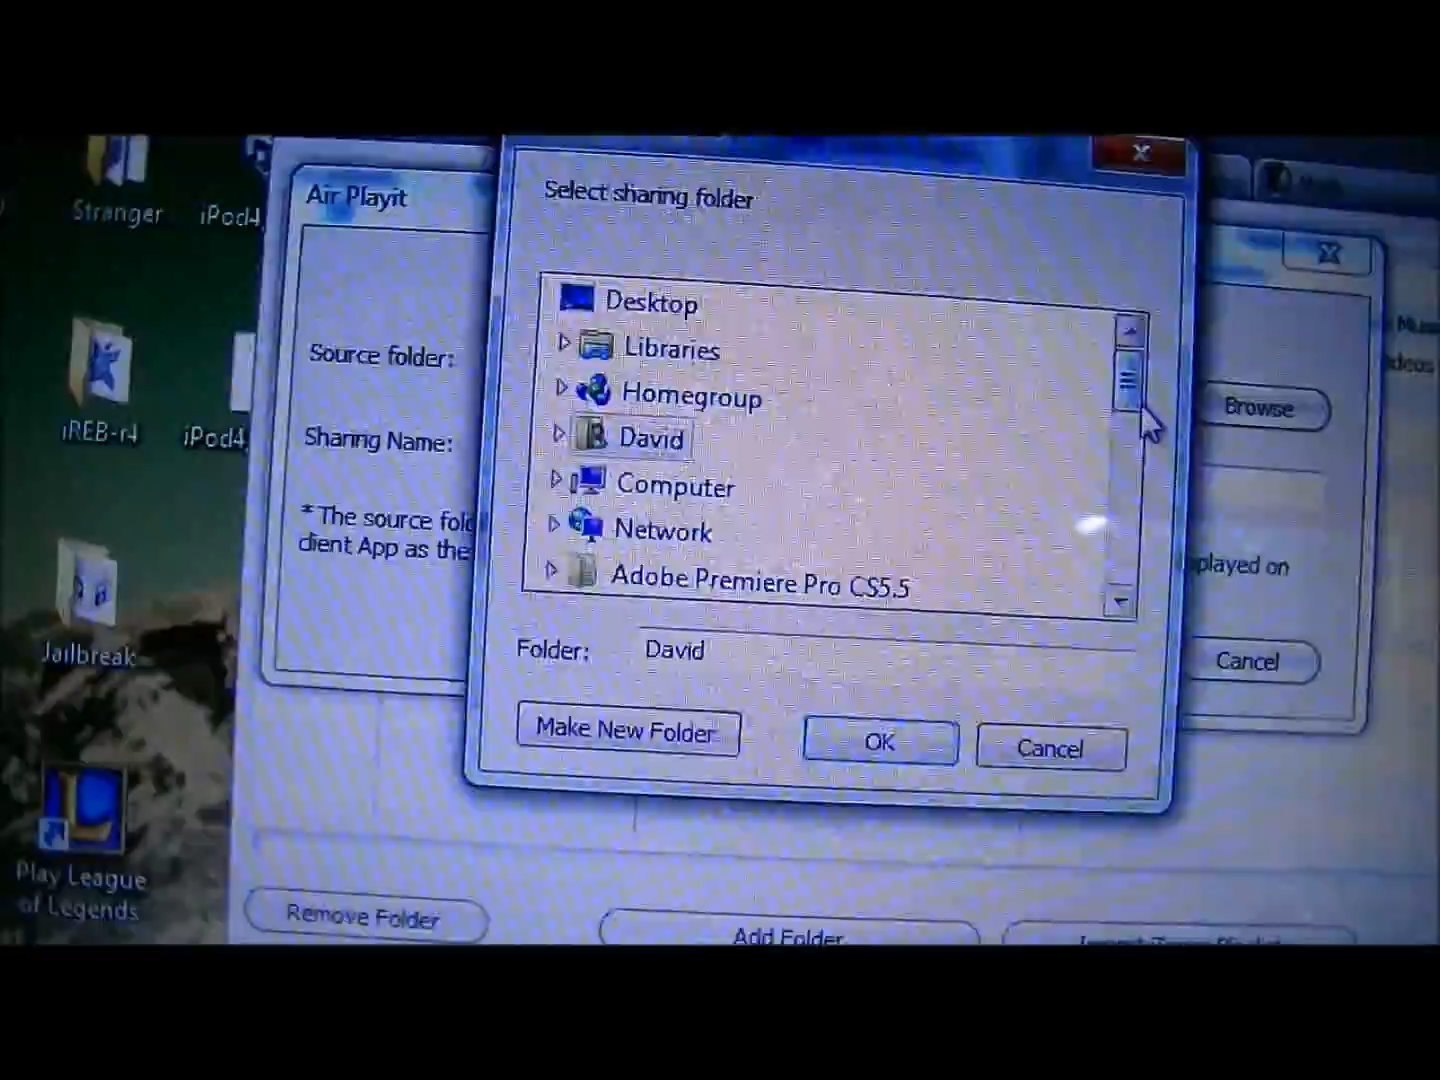 Stranger
iPod4
iREB-r4
iPod4
Jailbreak
Play League
of Legends
Air Playit
Source folder:
Sharing Name:
* The source fold
client App as the
Select sharing folder
Desktop
Libraries
Homegroup
David
Computer
Network
Adobe Premiere Pro CS5.5
Folder: David
Make New Folder
OK
Cancel
Browse
played on
Cancel
Remove Folder
Add Folder